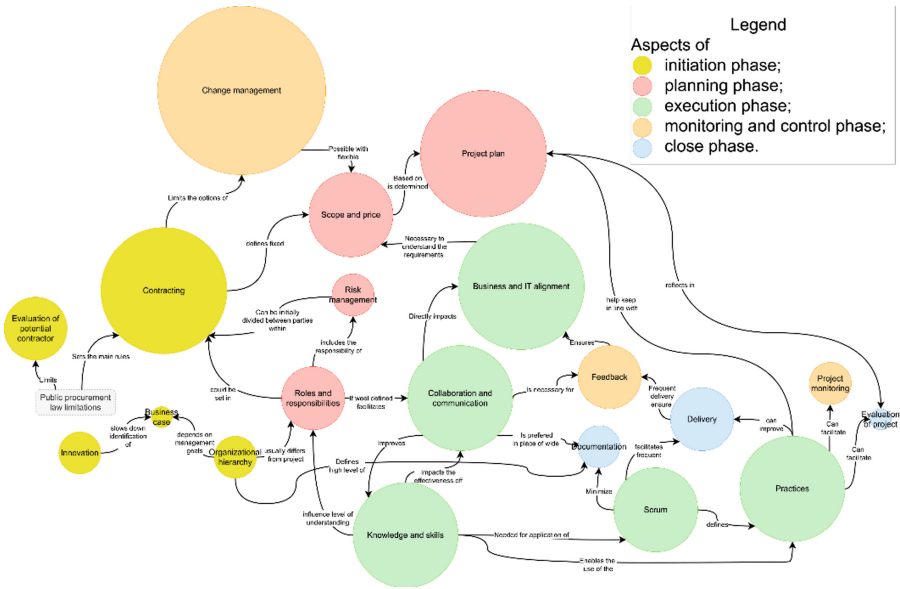 Legend
Aspects of
initiation phase;
planning phase;
execution phase;
monitoring and control phase;
close phase.
Change management
Possible with
flexible
Project plan
Based on
is determined
Limits the options of
Scope and price
defines fixed
Necessary to
understand the
requirements
Contracting
Business and IT alignment
reflects in
Risk
management
help keep
in line with
Evaluation of
potential
contractor
Can be initially
divided between parties
within
Directly impacts
Sets the main rules
includes the
responsibility of
Ensures
Limits
Feedback
Project
monitoring
Public procurement
law limitations
could be
set in
Roles and
responsibilities
If wool defined
facilitates
Collaboration and
communication
Is necessary for
Frequent
delivery
ensure
Business
case
Delivery
Evaluation
of project
can
improve
slows down
identification
of
depends on
management
goals
Can
facilitate
Innovation
Organizational
hierarchy
usually differs
from project
Improves
Is prefered
in place of wide
Documentation
facilitates
frequent
Can
facilitate
Defines
high level of
Impacts the
effectiveness off
Practices
Minimize
influence level of
understanding
Scrum
defines
Knowledge and skills
Needed for application of
Enables the
use of the